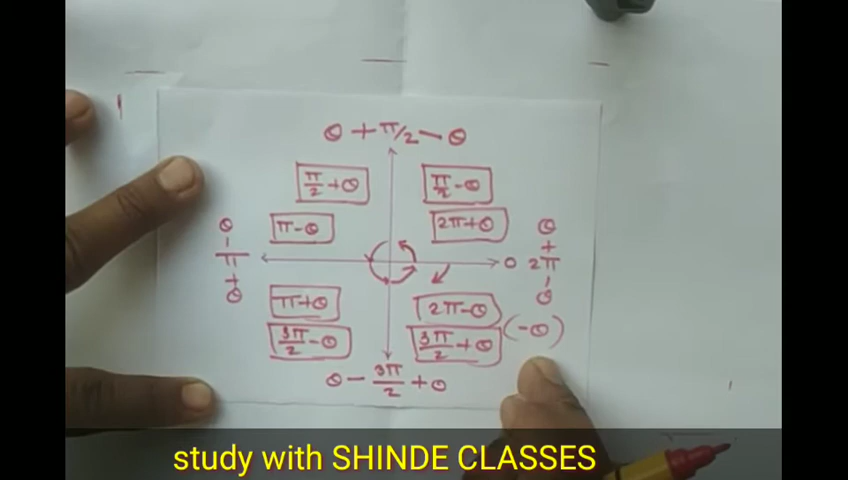 θ + π/2 - θ
π/2 + θ
π/2 - θ
π - θ
2π + θ
θ
-
π
+
θ
0
θ
+
2π
-
θ
π + θ
2π - θ
3π/2 - θ
3π/2 + θ
(-θ)
θ - 3π/2 + θ
study with SHINDE CLASSES